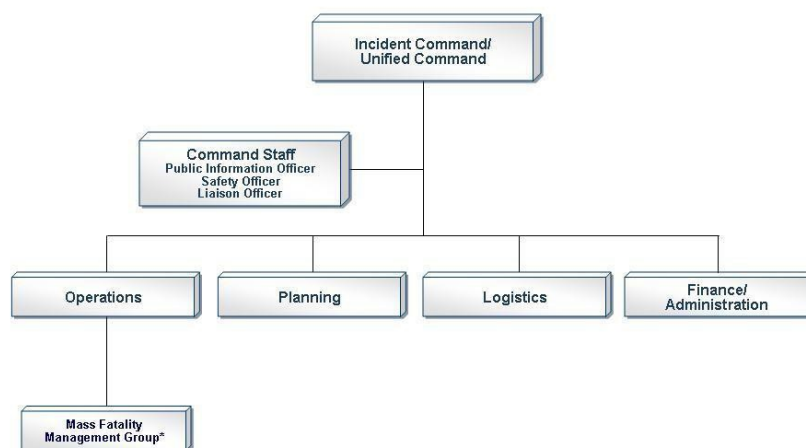 Incident Command/
Unified Command
Command Staff
Public Information Officer
Safety Officer
Liaison Officer
Operations
Planning
Logistics
Finance/
Administration
Mass Fatality
Management Group*